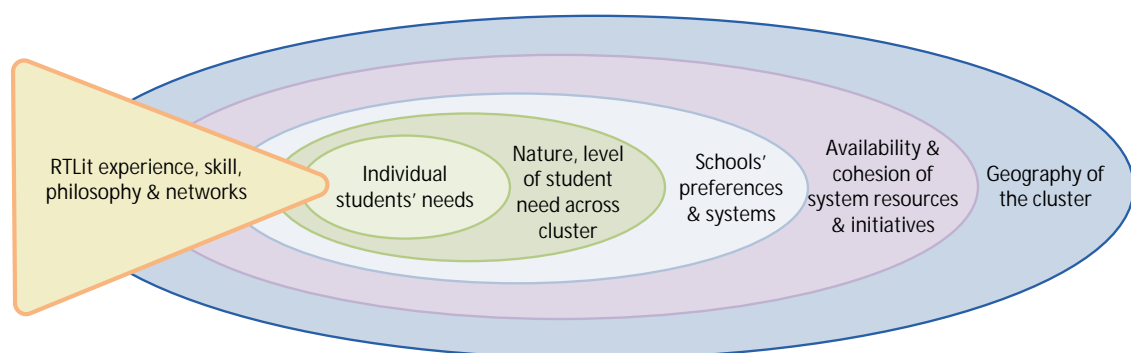 RTLit experience, skill,
philosophy & networks
Individual
students’ needs
Nature, level
of student
need across
cluster
Schools’
preferences
& systems
Availability &
cohesion of
system resources
& initiatives
Geography of
the cluster